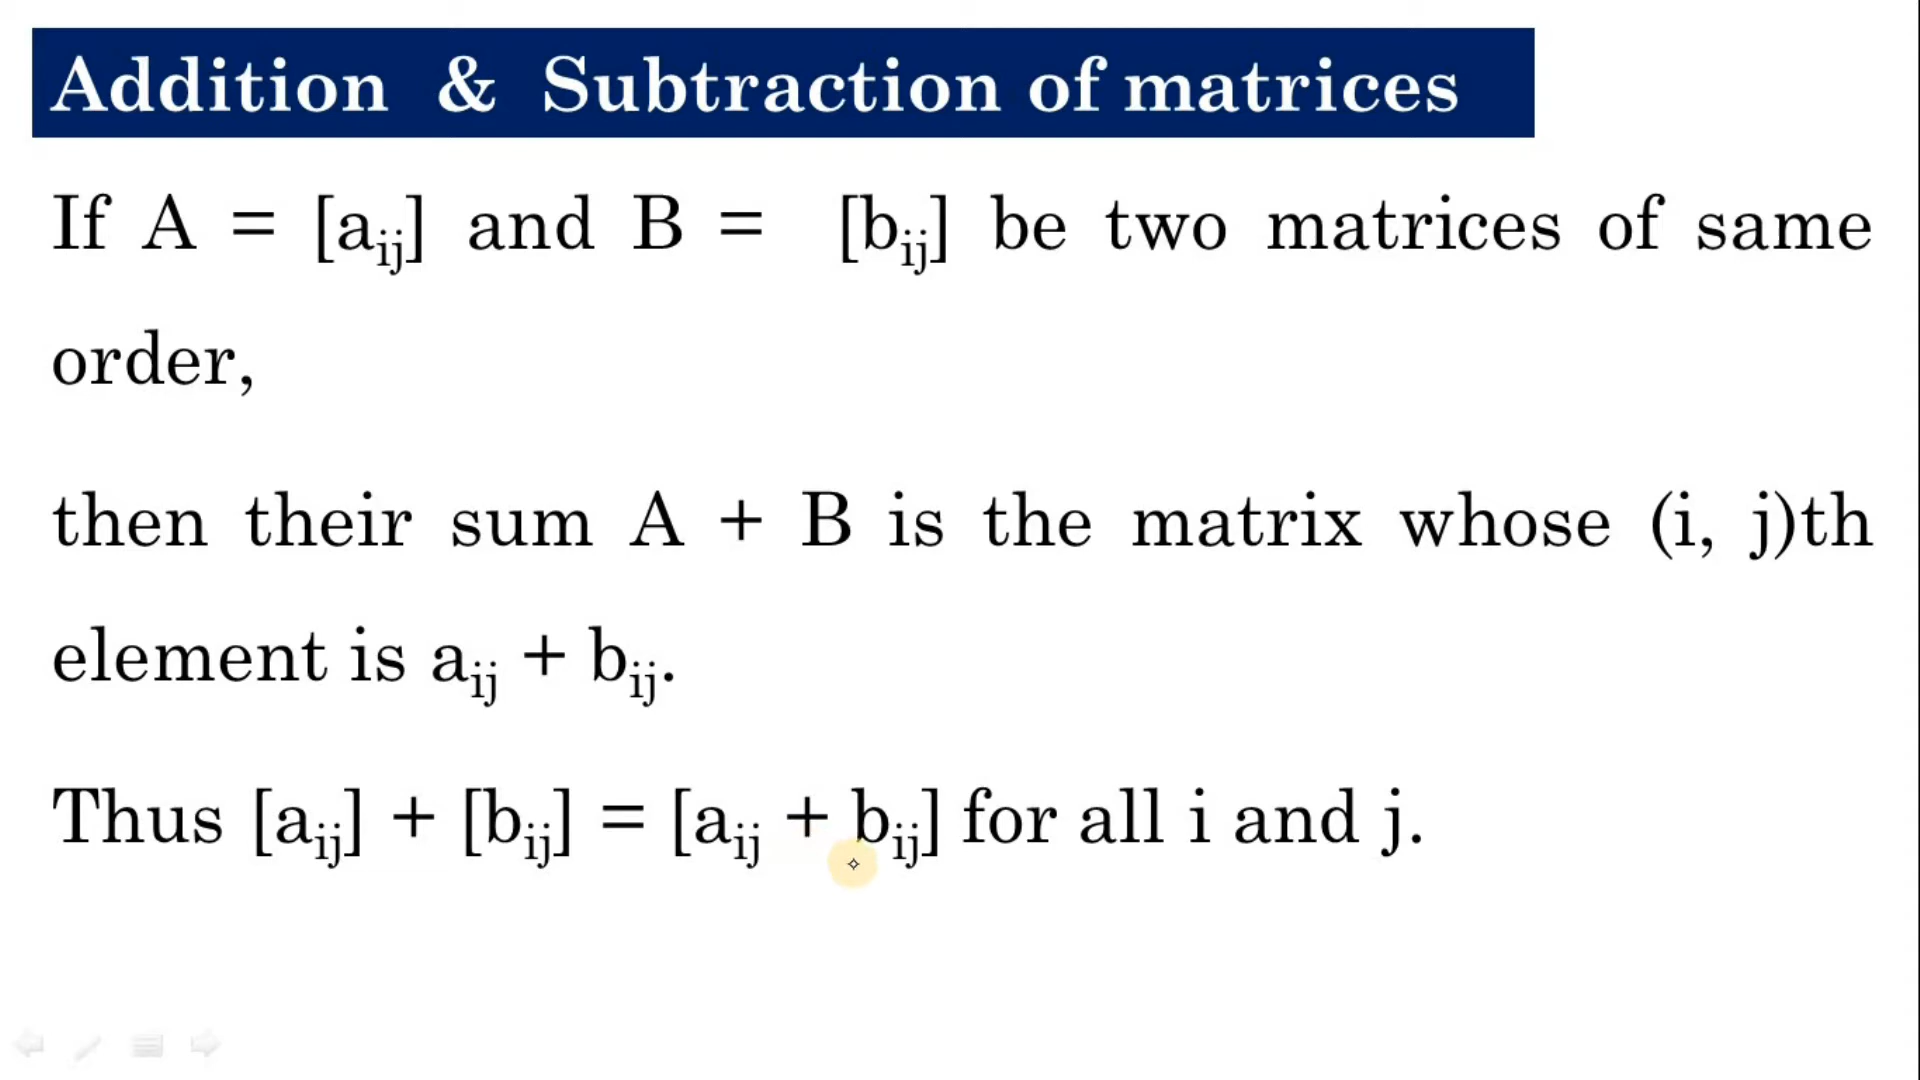 Addition & Subtraction of matrices
If A = [aᵢⱼ] and B = [bᵢⱼ] be two matrices of same
order,
then their sum A + B is the matrix whose (i, j)th
element is aᵢⱼ + bᵢⱼ.
Thus [aᵢⱼ] + [bᵢⱼ] = [aᵢⱼ + bᵢⱼ] for all i and j.